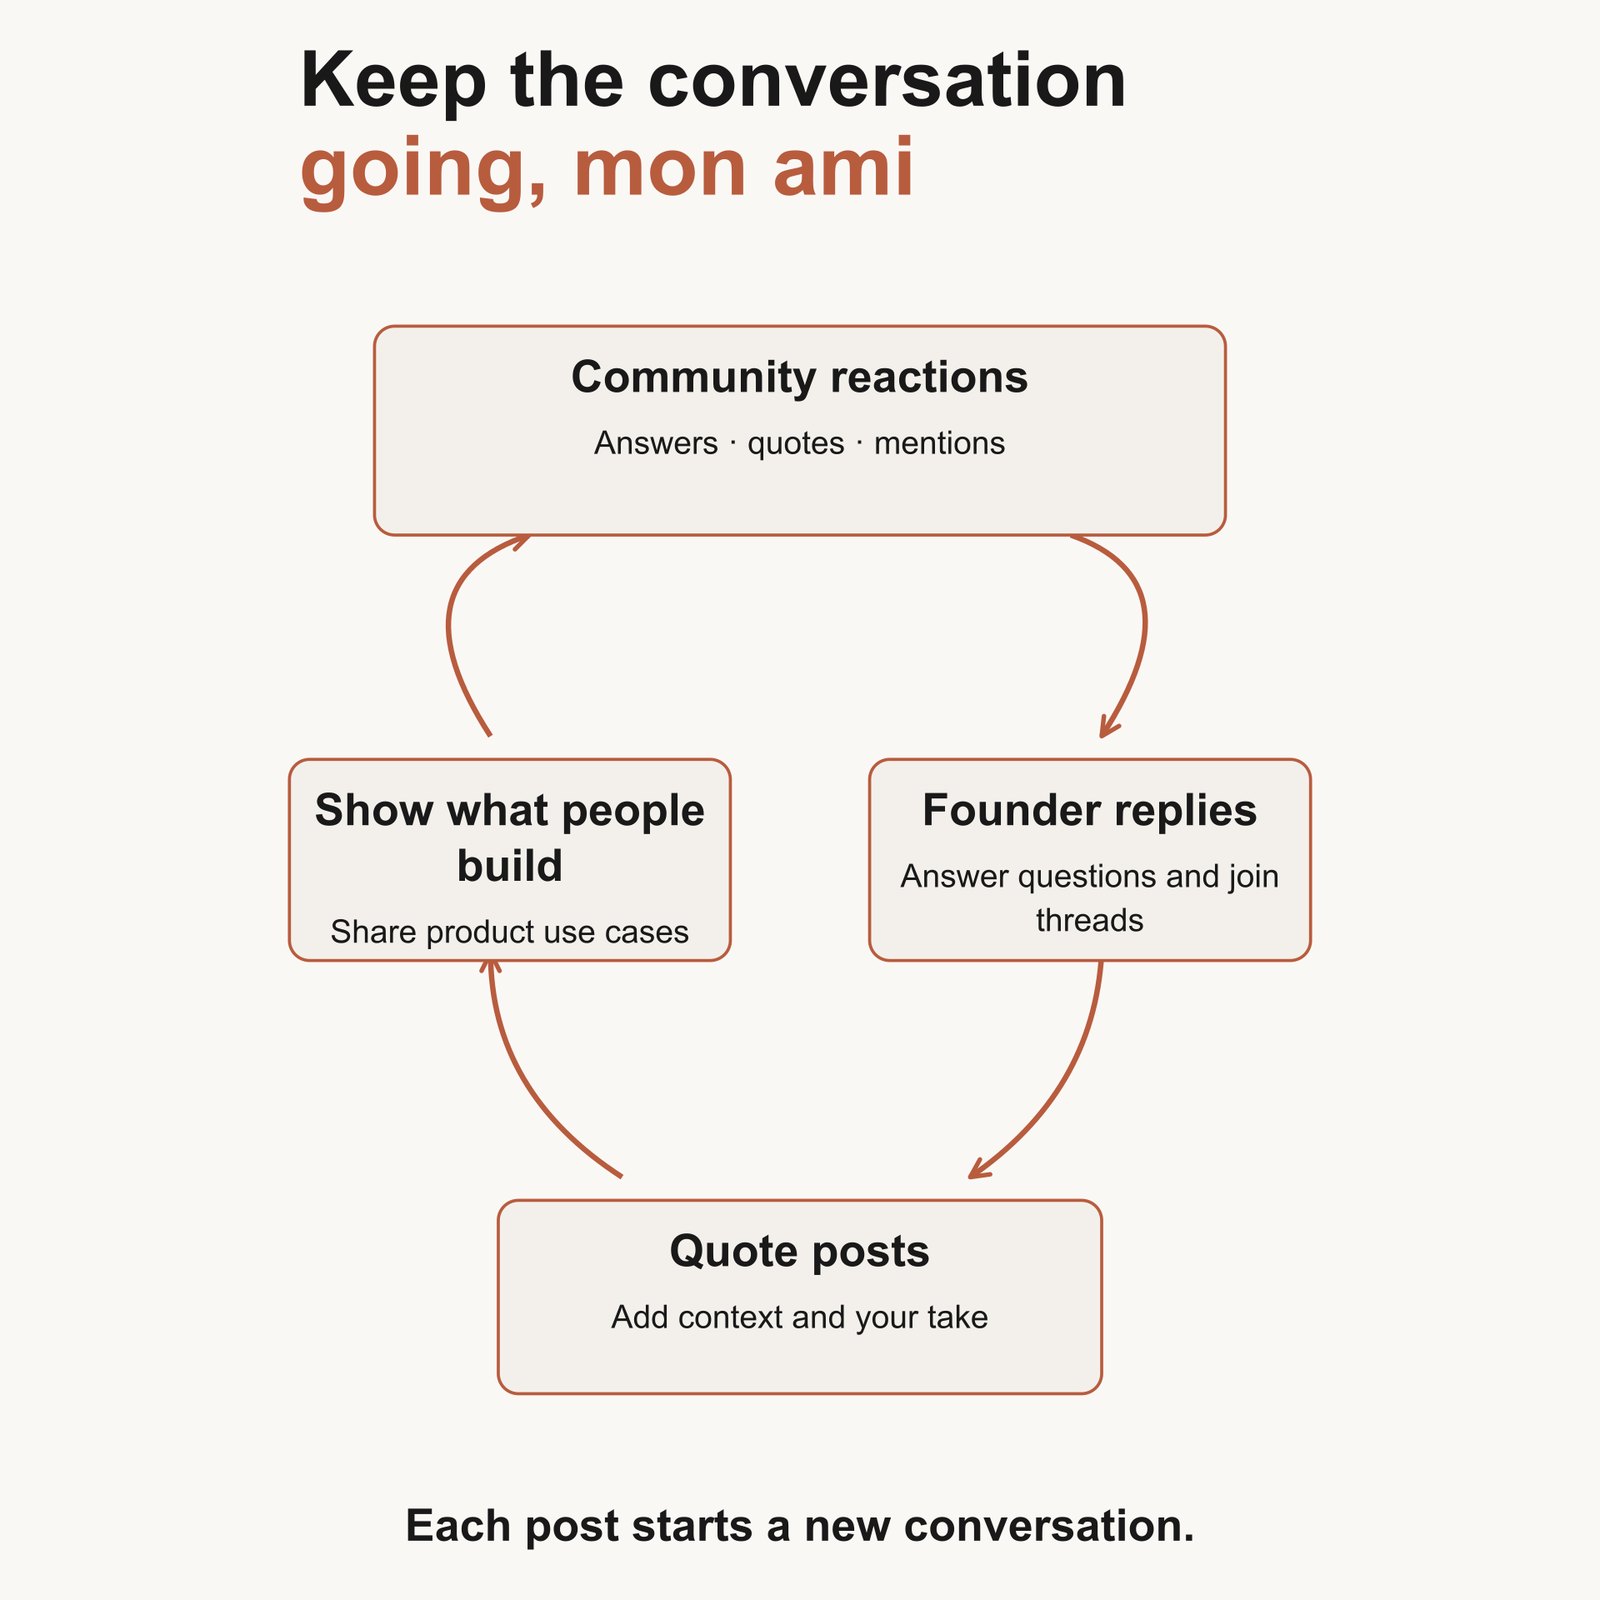 Keep the conversation
going, mon ami
Community reactions
Answers · quotes · mentions
Show what people
build
Share product use cases
Founder replies
Answer questions and join
threads
Quote posts
Add context and your take
Each post starts a new conversation.